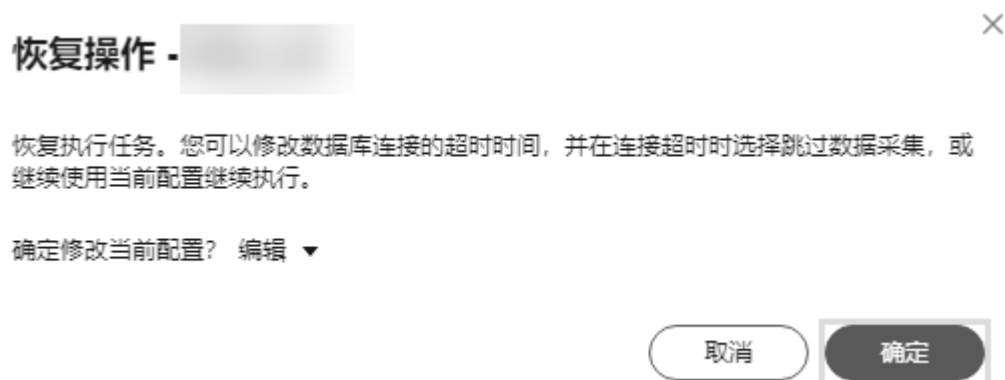 恢复操作 -
恢复执行任务。您可以修改数据库连接的超时时间，并在连接超时时选择跳过数据采集，或
继续使用当前配置继续执行。
确定修改当前配置？ 编辑
取消 确定